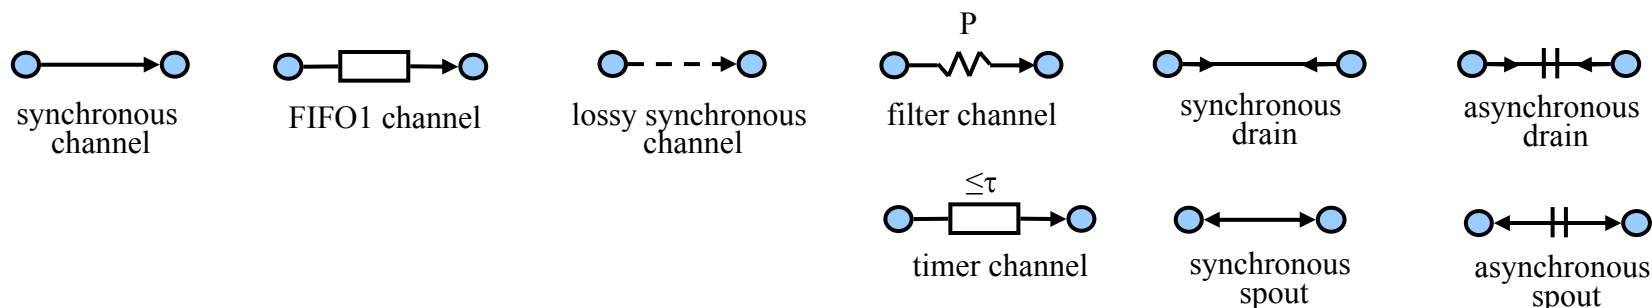 synchronous
channel
FIFO1 channel
lossy synchronous
channel
P
filter channel
synchronous
drain
asynchronous
drain
≤τ
timer channel
synchronous
spout
asynchronous
spout